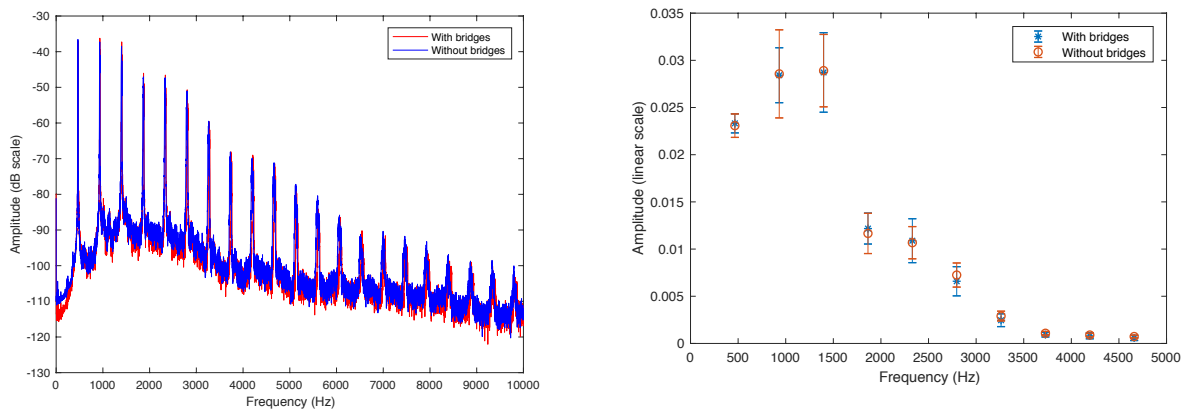 -30
-40
-50
-60
-70
-80
-90
-100
-110
-120
-130
Amplitude (dB scale)
With bridges
Without bridges
0 1000 2000 3000 4000 5000 6000 7000 8000 9000 10000
Frequency (Hz)
0.035
0.03
0.025
0.02
0.015
0.01
0.005
0
Amplitude (linear scale)
With bridges
Without bridges
0 500 1000 1500 2000 2500 3000 3500 4000 4500 5000
Frequency (Hz)